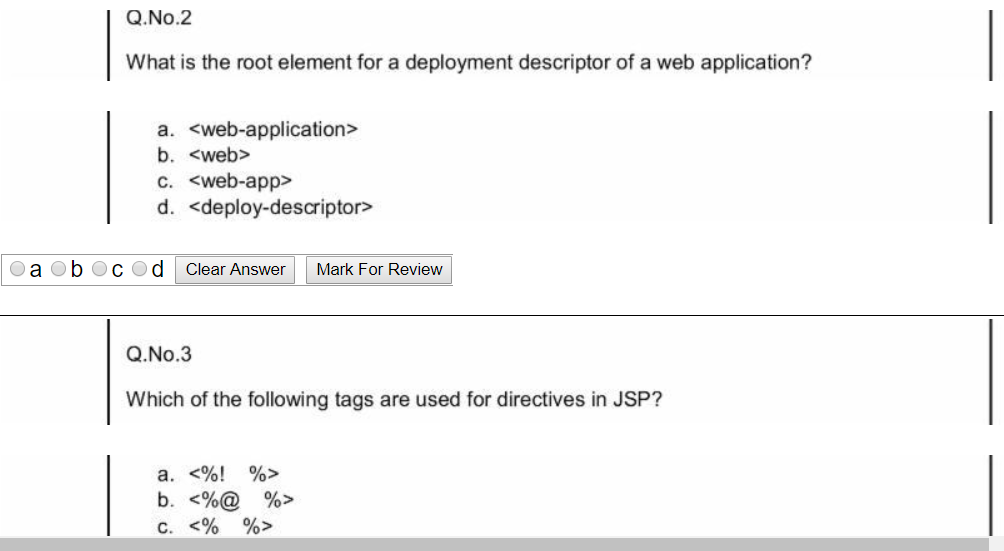 Q.No.2
What is the root element for a deployment descriptor of a web application?
a. <web-application>
b. <web>
c. <web-app>
d. <deploy-descriptor>
a b c d Clear Answer Mark For Review
Q.No.3
Which of the following tags are used for directives in JSP?
a. <%! %>
b. <%@ %>
c. <% %>